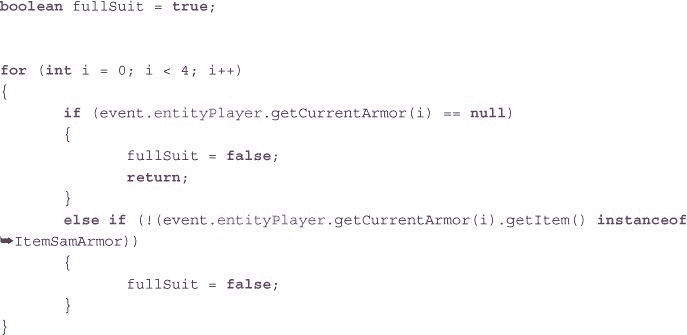 boolean fullSuit = true;
for (int i = 0; i < 4; i++)
{
if (event.entityPlayer.getCurrentArmor(i) == null)
{
fullSuit = false;
return;
}
else if (!(event.entityPlayer.getCurrentArmor(i).getItem() instanceof
➥ItemSamArmor))
{
fullSuit = false;
}
}